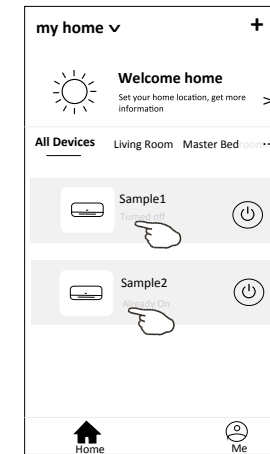 my home
+
Welcome home
Set your home location, get more
information
>
All Devices Living Room Master Bedroom ...
Sample1
Turned off
Sample2
Already On
Home
Me